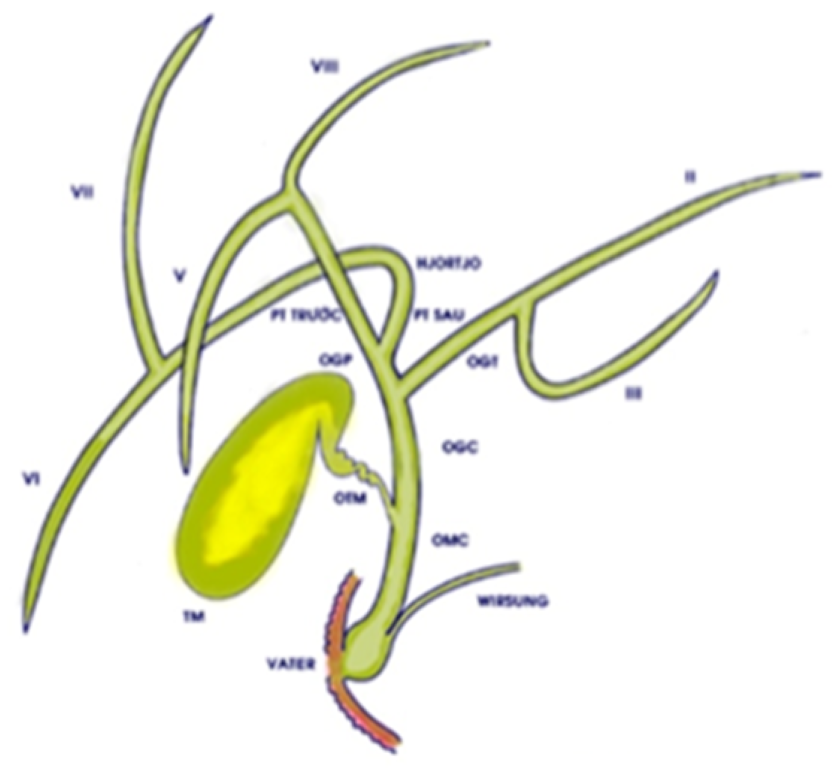 VIII
VII
II
V
HJORTJO
PT TRƯỚC
PT SAU
OGP
OGT
III
OGC
VI
OTM
OMC
WIRSUNG
TM
VATER